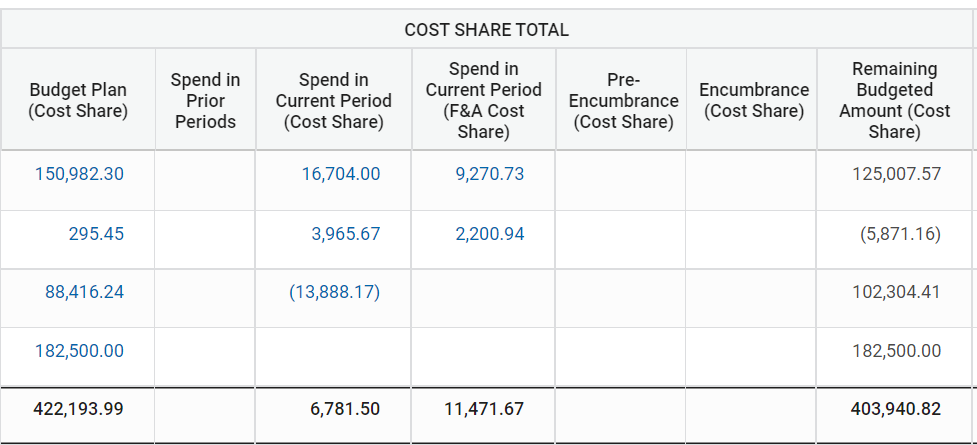 COST SHARE TOTAL
Budget Plan
(Cost Share)
Spend in
Prior
Periods
Spend in
Current Period
(Cost Share)
Spend in
Current Period
(F&A Cost
Share)
Pre-
Encumbrance
(Cost Share)
Encumbrance
(Cost Share)
Remaining
Budgeted
Amount (Cost
Share)
150,982.30 16,704.00 9,270.73 125,007.57
295.45 3,965.67 2,200.94 (5,871.16)
88,416.24 (13,888.17) 102,304.41
182,500.00 182,500.00
422,193.99 6,781.50 11,471.67 403,940.82